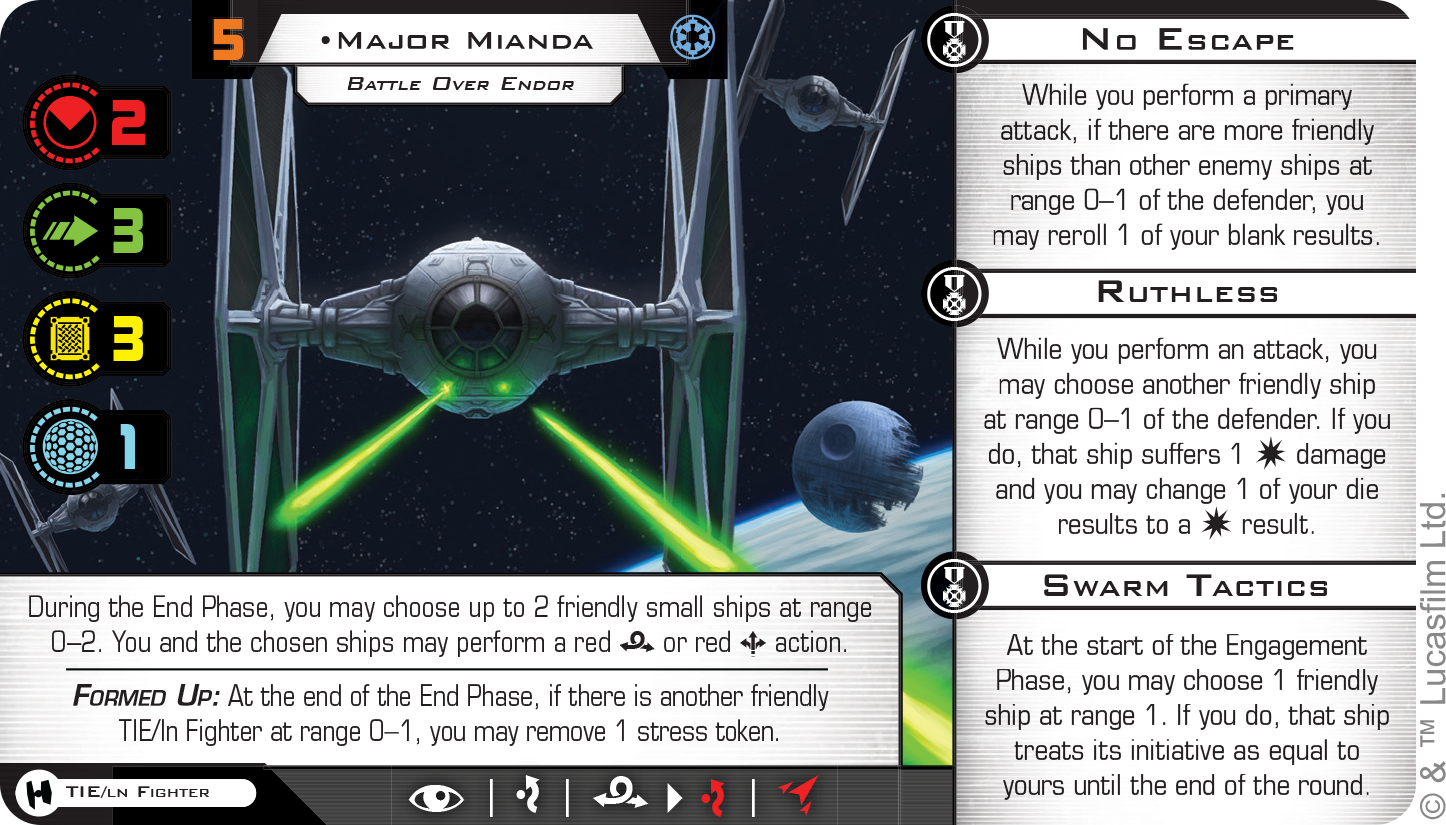 5
•Major Mianda
Battle Over Endor
2
3
3
1
During the End Phase, you may choose up to 2 friendly small ships at range
0–2. You and the chosen ships may perform a red or red action.
Formed Up: At the end of the End Phase, if there is another friendly
TIE/ln Fighter at range 0–1, you may remove 1 stress token.
TIE/ln Fighter
No Escape
While you perform a primary
attack, if there are more friendly
ships than other enemy ships at
range 0–1 of the defender, you
may reroll 1 of your blank results.
Ruthless
While you perform an attack, you
may choose another friendly ship
at range 0–1 of the defender. If you
do, that ship suffers 1 damage
and you may change 1 of your die
results to a result.
Swarm Tactics
At the start of the Engagement
Phase, you may choose 1 friendly
ship at range 1. If you do, that ship
treats its initiative as equal to
yours until the end of the round.
© & ™ Lucasfilm Ltd.